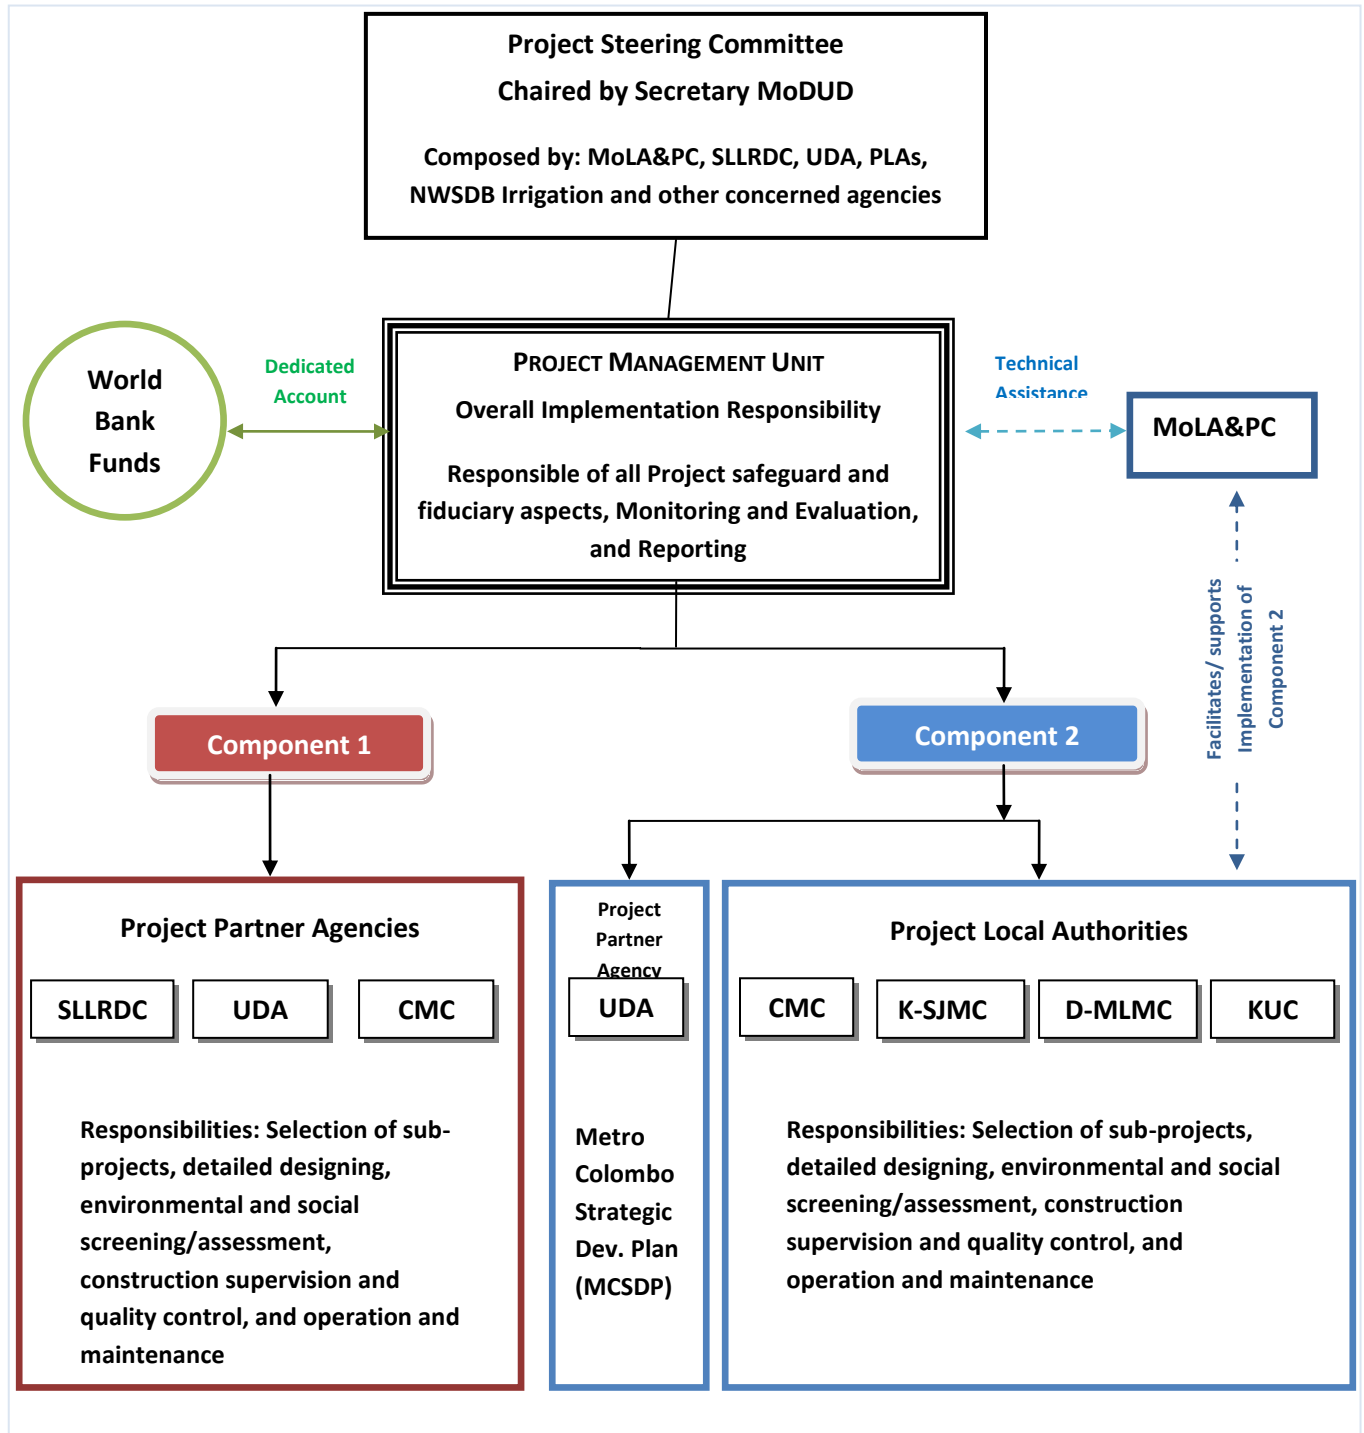 Project Steering Committee
Chaired by Secretary MoDUD
Composed by: MoLA&PC, SLLRDC, UDA, PLAs,
NWSDB Irrigation and other concerned agencies
World
Bank
Funds
Dedicated
Account
PROJECT MANAGEMENT UNIT
Overall Implementation Responsibility
Responsible of all Project safeguard and
fiduciary aspects, Monitoring and Evaluation,
and Reporting
Technical
Assistance
MoLA&PC
Facilitates/ supports
Implementation of
Component 2
Component 1
Component 2
Project Partner Agencies
SLLRDC
UDA
CMC
Responsibilities: Selection of sub-
projects, detailed designing,
environmental and social
screening/assessment,
construction supervision and
quality control, and operation and
maintenance
Project
Partner
Agency
UDA
Metro
Colombo
Strategic
Dev. Plan
(MCSDP)
Project Local Authorities
CMC
K-SJMC
D-MLMC
KUC
Responsibilities: Selection of sub-projects,
detailed designing, environmental and social
screening/assessment, construction
supervision and quality control, and
operation and maintenance